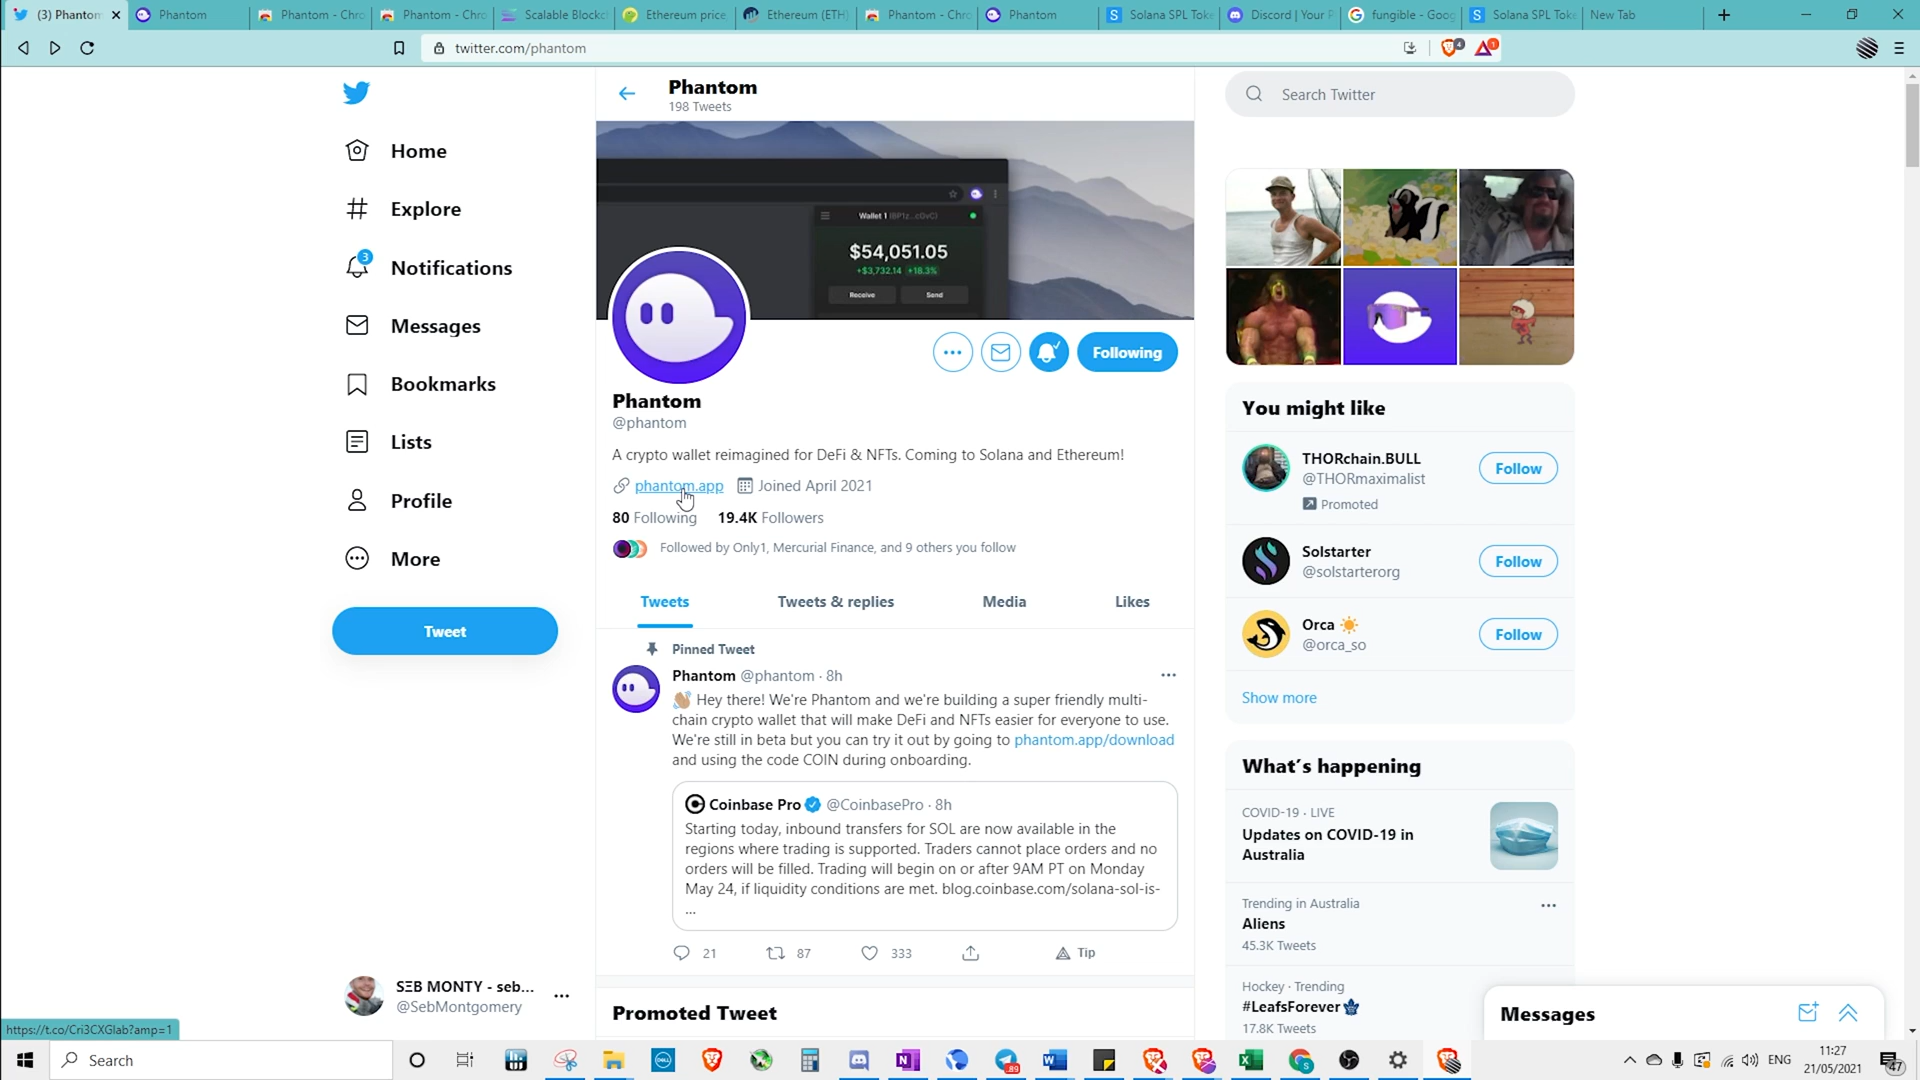 (3) Phantom
Phantom
Phantom - Chro
Phantom - Chro
Scalable Blockc
Ethereum price,
Ethereum (ETH)
Phantom - Chro
Phantom
Solana SPL Toke
Discord | Your P
fungible - Goog
Solana SPL Toke
New Tab
twitter.com/phantom
4
1
Phantom
198 Tweets
Search Twitter
Home
Explore
3
Notifications
Messages
Bookmarks
Lists
Profile
More
Tweet
Wallet 1
$54,051.05
+$3,732.14 +18.3%
Receive
Send
Following
Phantom
@phantom
A crypto wallet reimagined for DeFi & NFTs. Coming to Solana and Ethereum!
phantom.app
Joined April 2021
80 Following
19.4K Followers
Followed by Only1, Mercurial Finance, and 9 others you follow
Tweets
Tweets & replies
Media
Likes
Pinned Tweet
Phantom @phantom · 8h
Hey there! We're Phantom and we're building a super friendly multi-
chain crypto wallet that will make DeFi and NFTs easier for everyone to use.
We're still in beta but you can try it out by going to phantom.app/download
and using the code COIN during onboarding.
Coinbase Pro @CoinbasePro · 8h
Starting today, inbound transfers for SOL are now available in the
regions where trading is supported. Traders cannot place orders and no
orders will be filled. Trading will begin on or after 9AM PT on Monday
May 24, if liquidity conditions are met. blog.coinbase.com/solana-sol-is-
...
21
87
333
Tip
Promoted Tweet
You might like
THORchain.BULL
@THORmaximalist
Promoted
Follow
Solstarter
@solstarterorg
Follow
Orca
@orca_so
Follow
Show more
What's happening
COVID-19 · LIVE
Updates on COVID-19 in
Australia
Trending in Australia
Aliens
45.3K Tweets
Hockey · Trending
#LeafsForever
17.8K Tweets
Messages
SΞB MONTY - seb...
@SebMontgomery
https://t.co/Cri3CXGlab?amp=1
Search
89
ENG
11:27
21/05/2021
47